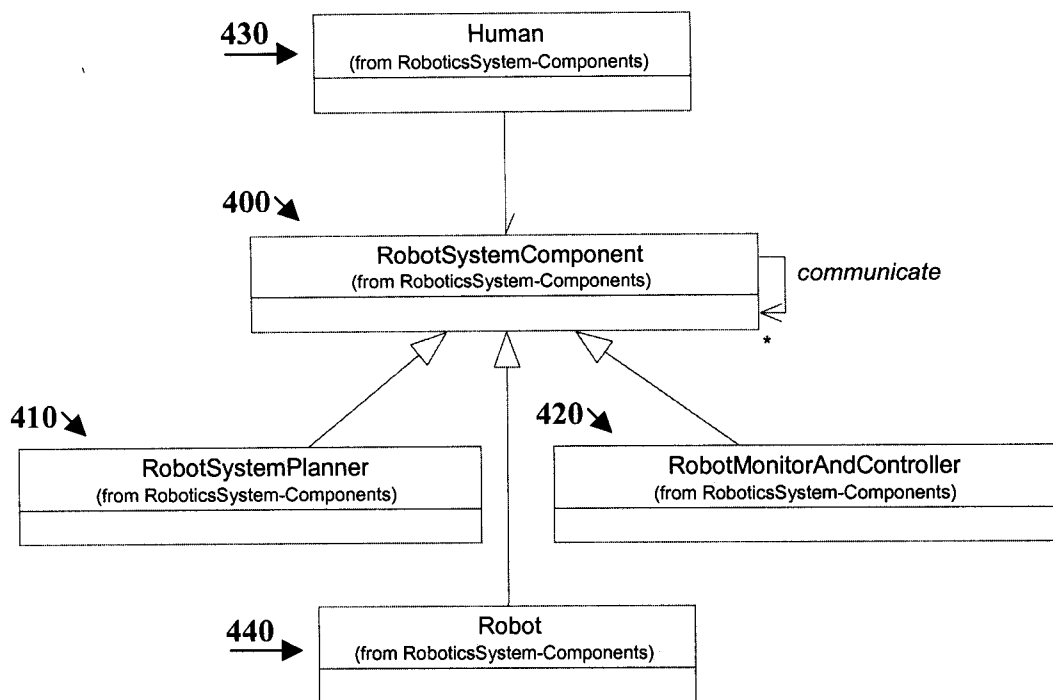 430
Human
(from RoboticsSystem-Components)
400
RobotSystemComponent
(from RoboticsSystem-Components)
communicate
*
410
RobotSystemPlanner
(from RoboticsSystem-Components)
420
RobotMonitorAndController
(from RoboticsSystem-Components)
440
Robot
(from RoboticsSystem-Components)